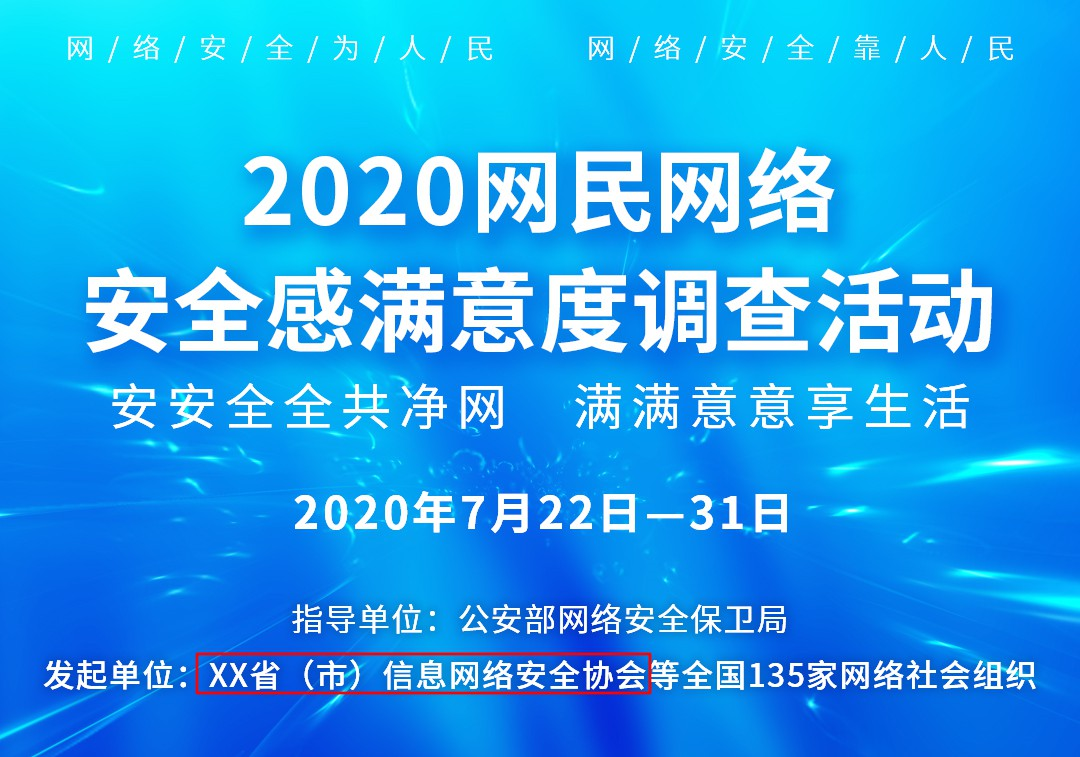 网/络/安/全/为/人/民 网/络/安/全/靠/人/民
2020网民网络
安全感满意度调查活动
安安全全共净网 满满意意享生活
2020年7月22日—31日
指导单位：公安部网络安全保卫局
发起单位：XX省（市）信息网络安全协会等全国135家网络社会组织